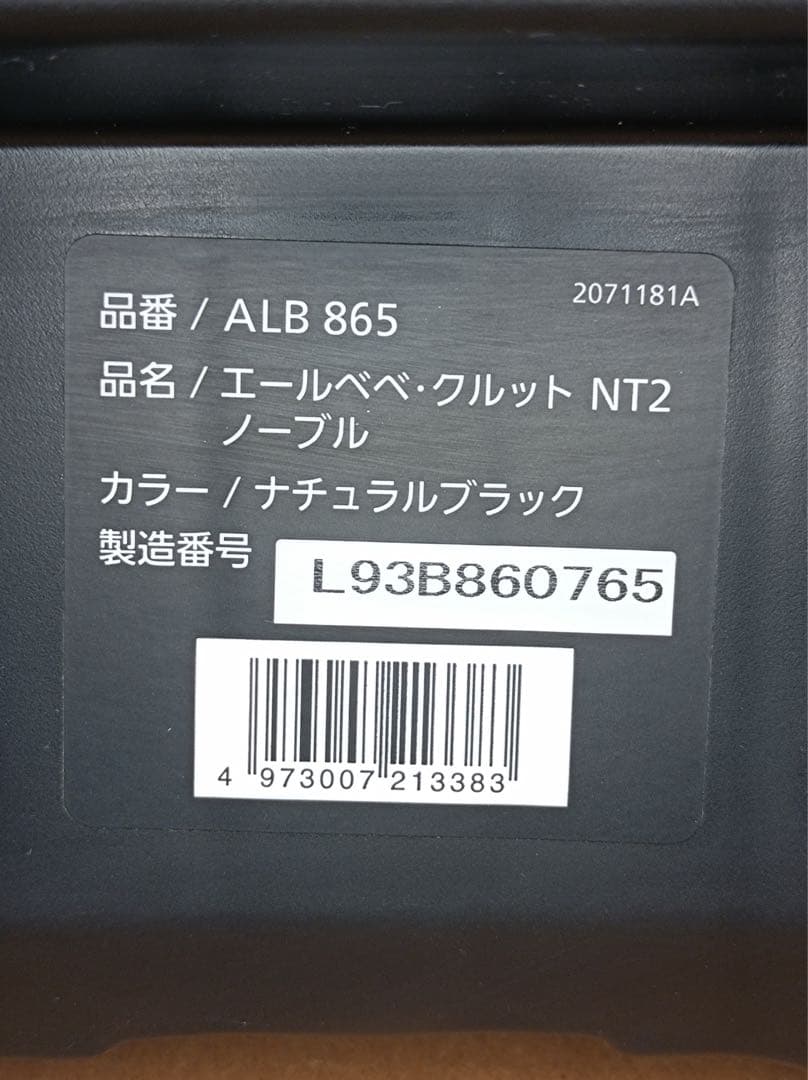 2071181A
品番 / ALB 865
品名 / エールベベ・クルット NT2
ノーブル
カラー / ナチュラルブラック
製造番号 L93B860765
4 973007 213383